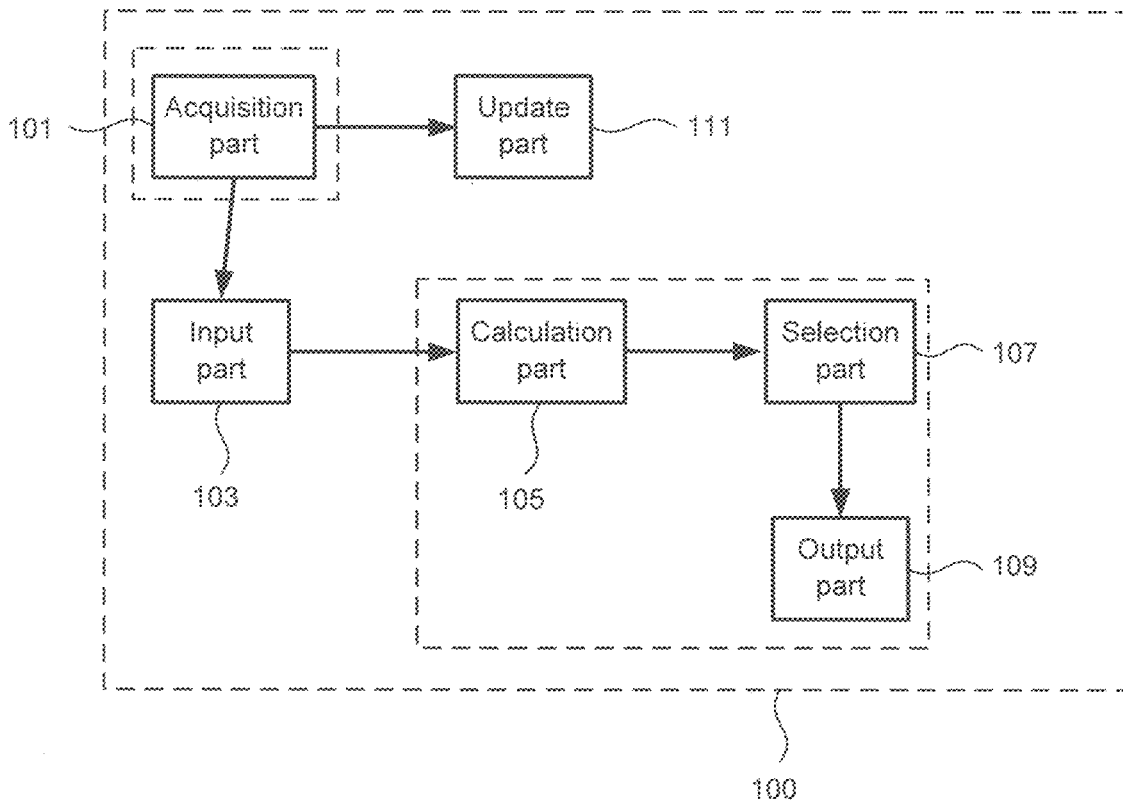 Acquisition
part
101
Update
part
111
Input
part
103
Calculation
part
105
Selection
part
107
Output
part
109
100